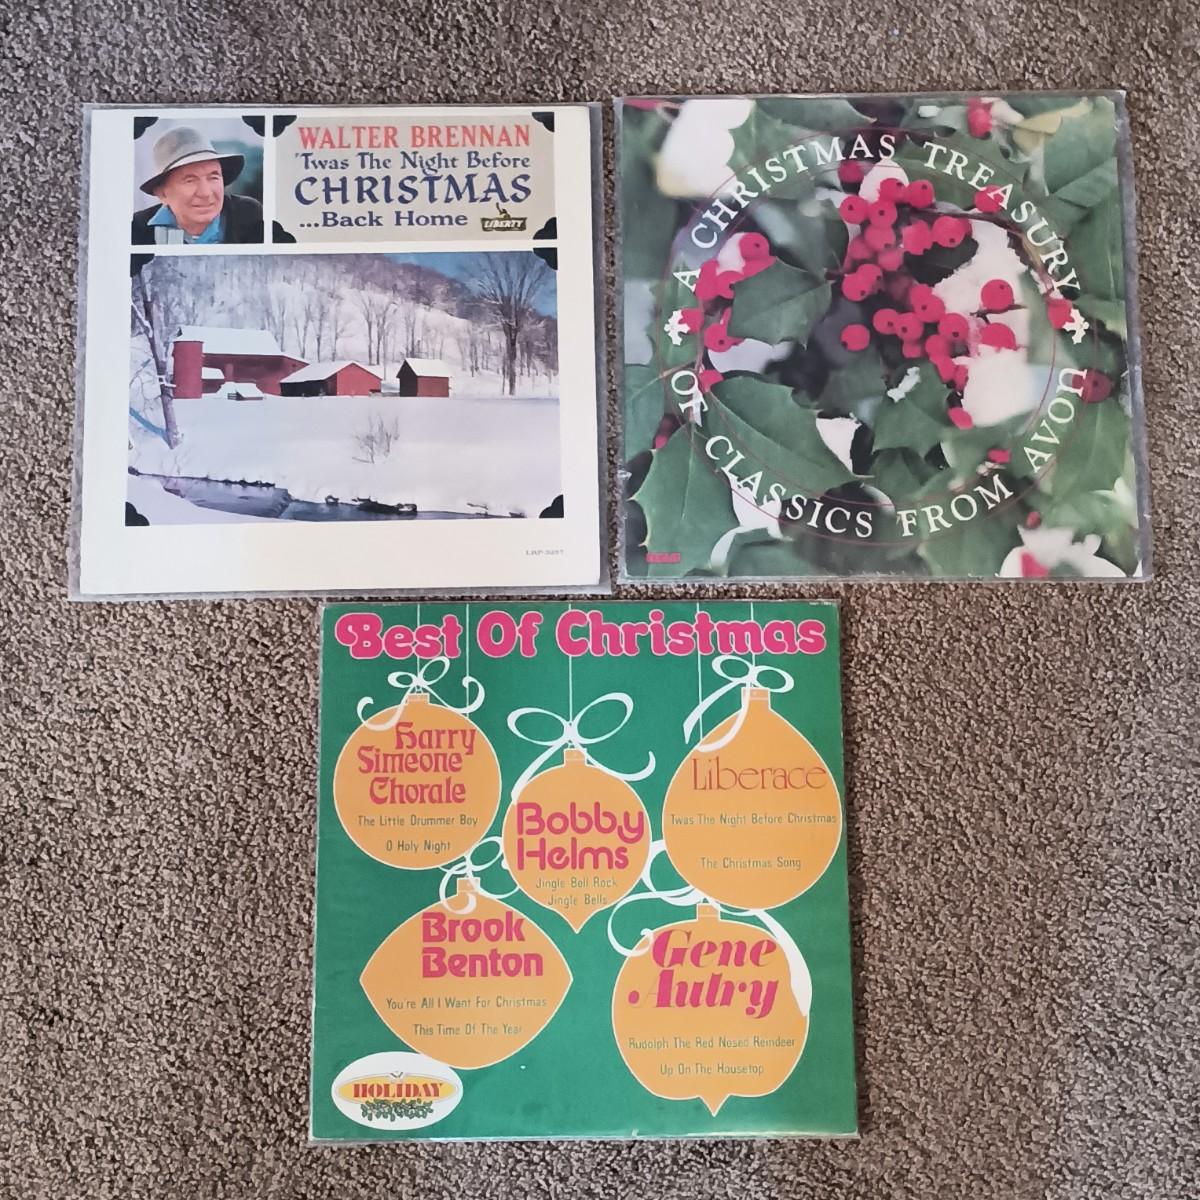 WALTER BRENNAN
'Twas The Night Before
CHRISTMAS
...Back Home
LIBERTY
LRP-3257
A CHRISTMAS TREASURY
OF CLASSICS FROM AVON
Best Of Christmas
Harry
Simeone
Chorale
The Little Drummer Boy
O Holy Night
Bobby
Helms
Jingle Bell Rock
Jingle Bells
Liberace
Twas The Night Before Christmas
The Christmas Song
Brook
Benton
You're All I Want For Christmas
This Time Of The Year
Gene
Autry
Rudolph The Red Nosed Reindeer
Up On The Housetop
HOLIDAY